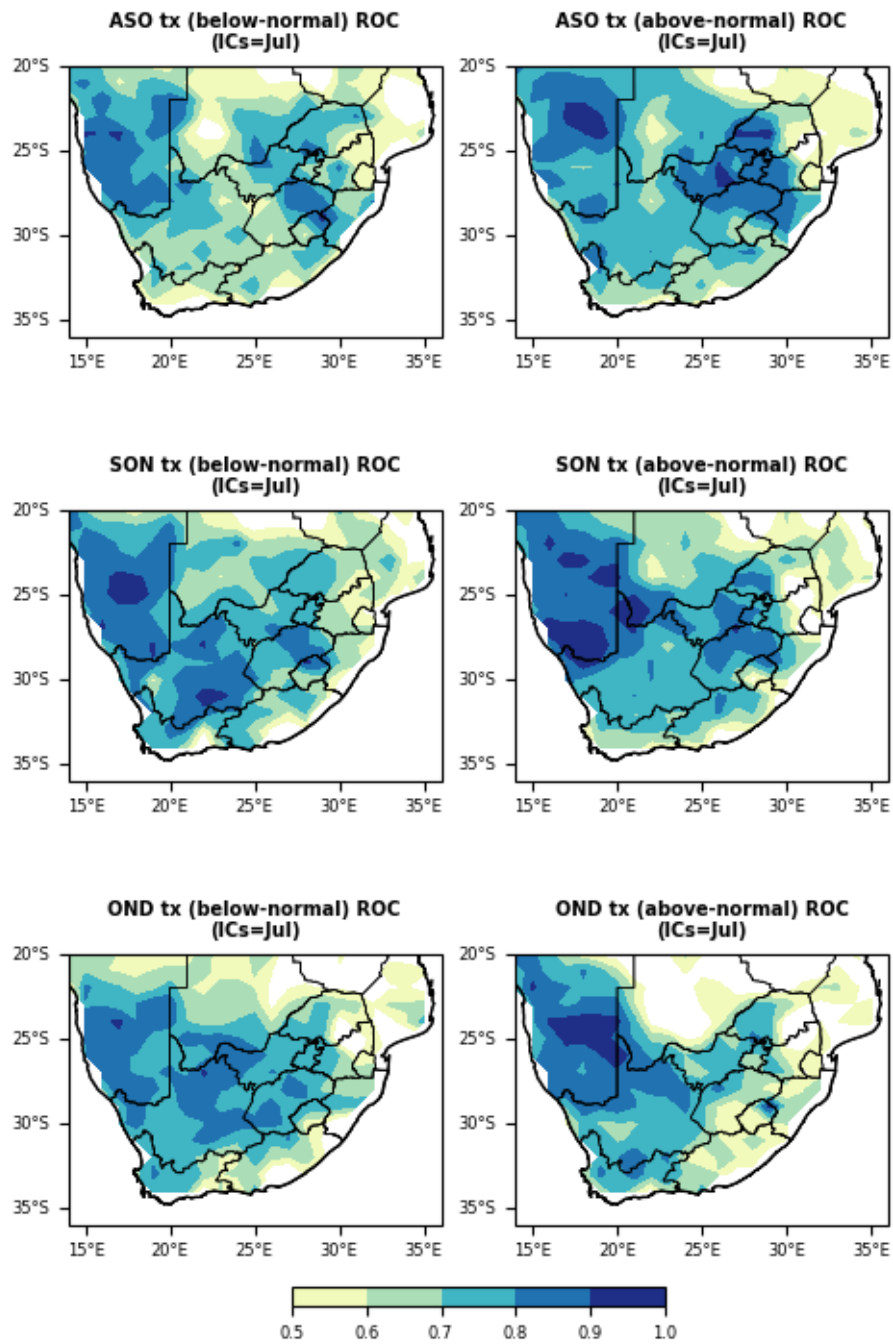 ASO tx (below-normal) ROC
(ICs=Jul)
ASO tx (above-normal) ROC
(ICs=Jul)
20°S
25°S
30°S
35°S
15°E 20°E 25°E 30°E 35°E
20°S
25°S
30°S
35°S
15°E 20°E 25°E 30°E 35°E
SON tx (below-normal) ROC
(ICs=Jul)
SON tx (above-normal) ROC
(ICs=Jul)
20°S
25°S
30°S
35°S
15°E 20°E 25°E 30°E 35°E
20°S
25°S
30°S
35°S
15°E 20°E 25°E 30°E 35°E
OND tx (below-normal) ROC
(ICs=Jul)
OND tx (above-normal) ROC
(ICs=Jul)
20°S
25°S
30°S
35°S
15°E 20°E 25°E 30°E 35°E
20°S
25°S
30°S
35°S
15°E 20°E 25°E 30°E 35°E
0.5 0.6 0.7 0.8 0.9 1.0